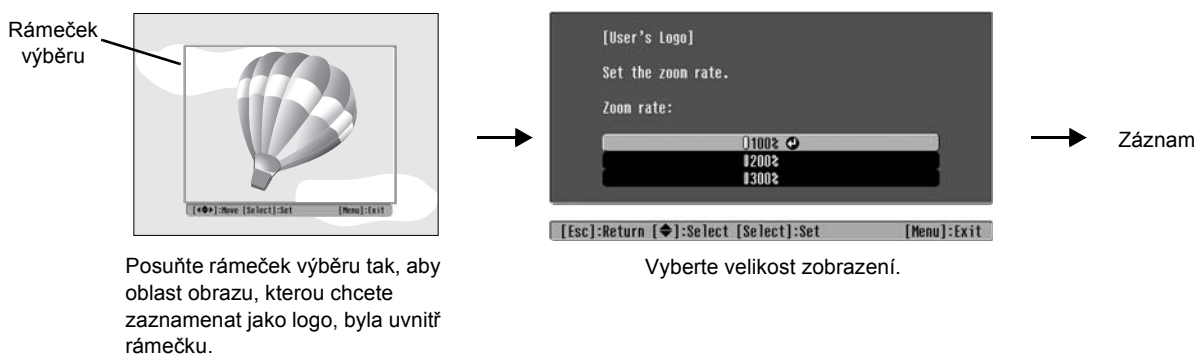 Rámeček
výběru
[User's Logo]
Set the zoom rate.
Zoom rate:
100%
200%
300%
Záznam
[◀◆▶]:Move [Select]:Set [Menu]:Exit
[Esc]:Return [◆]:Select [Select]:Set [Menu]:Exit
Posuňte rámeček výběru tak, aby
oblast obrazu, kterou chcete
zaznamenat jako logo, byla uvnitř
rámečku.
Vyberte velikost zobrazení.